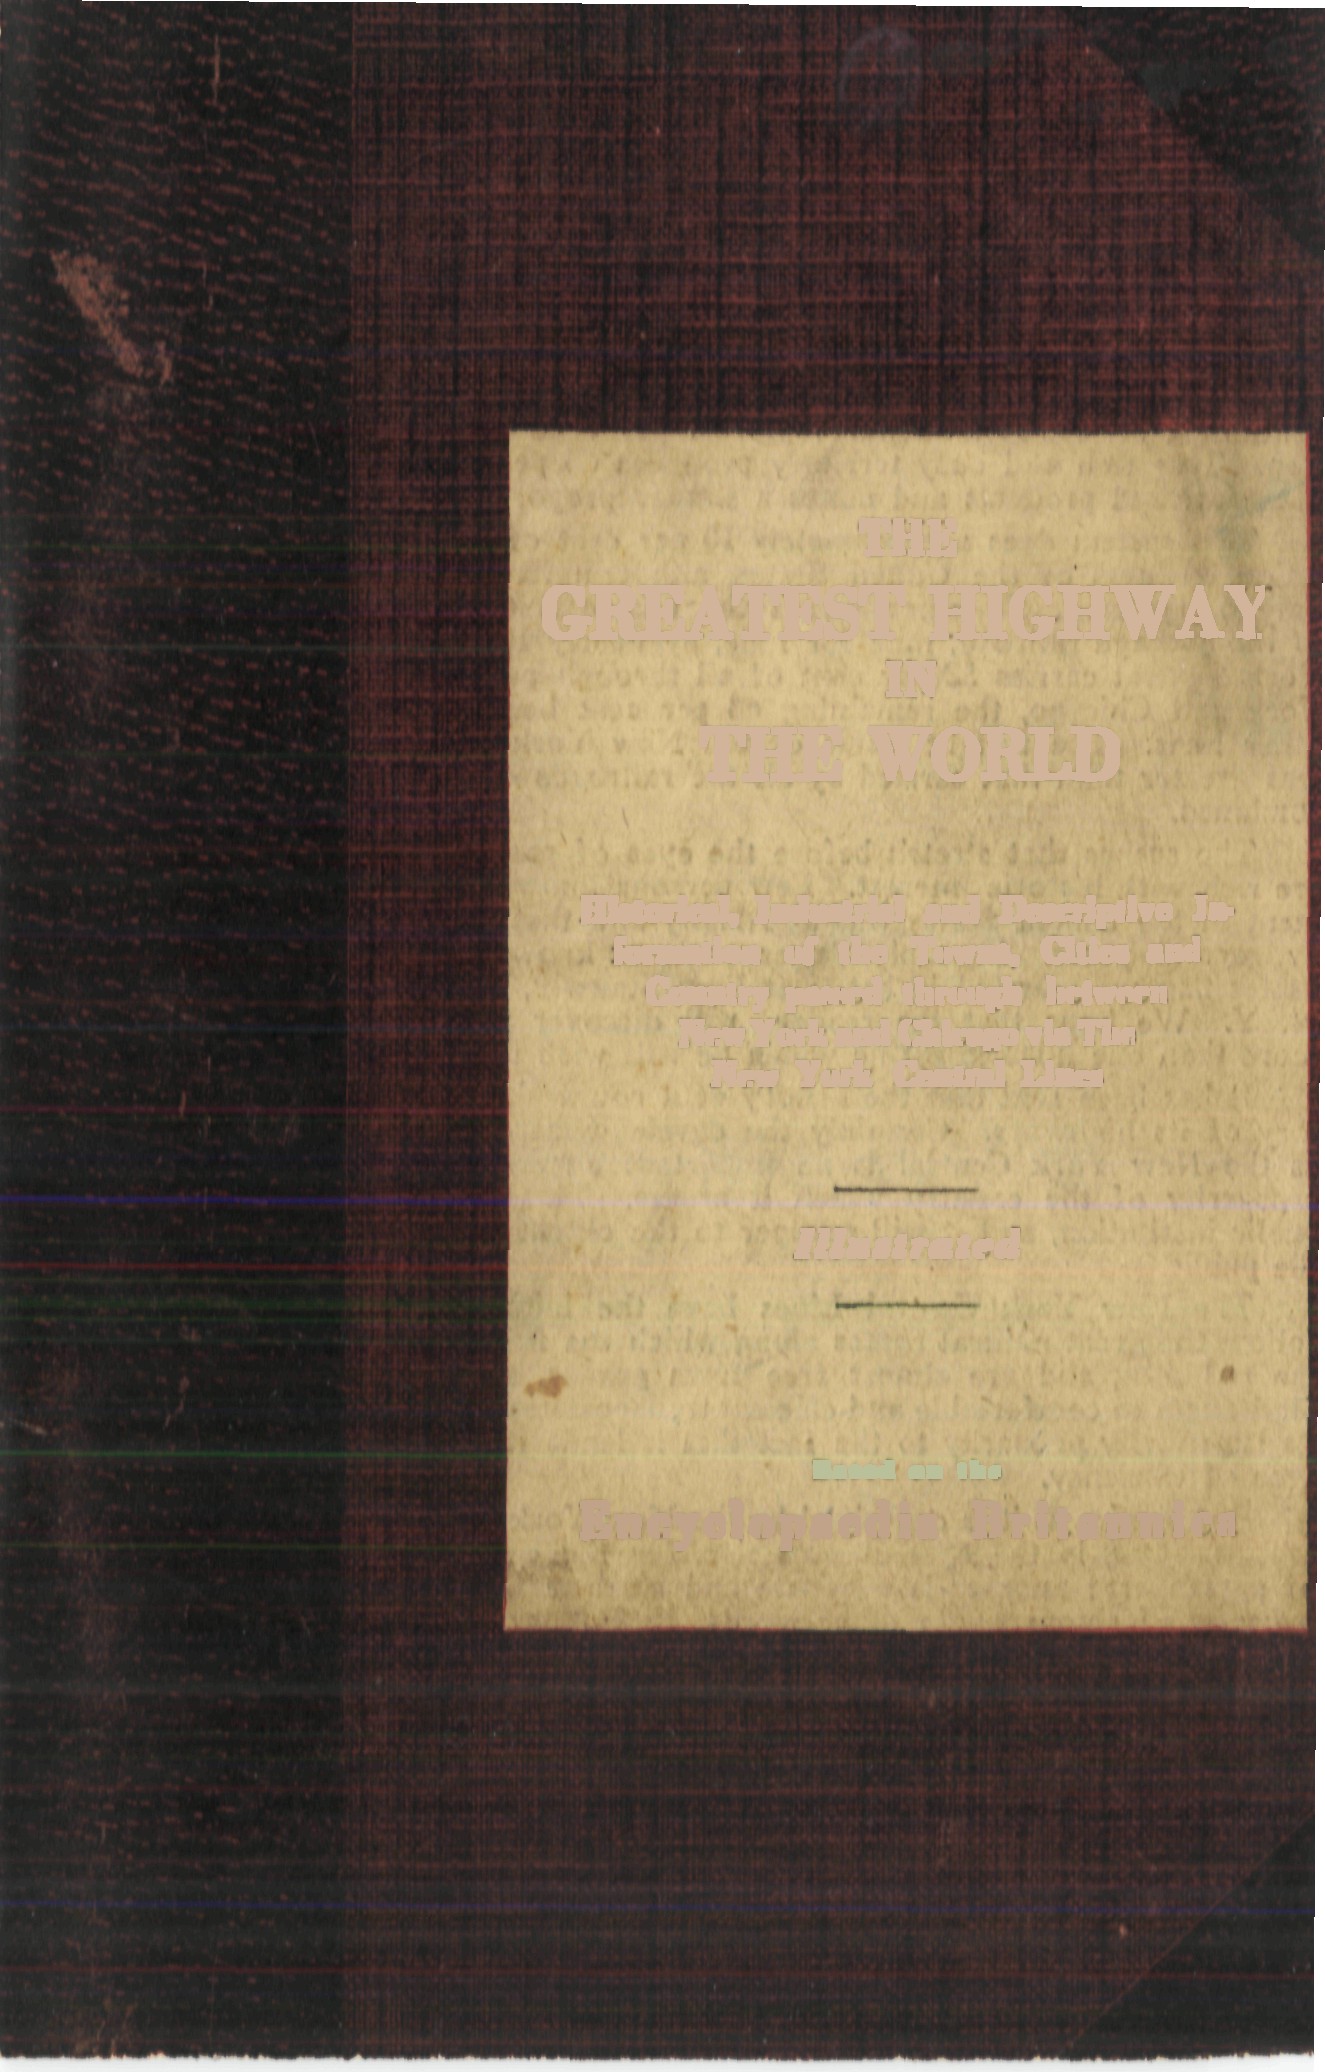 THE
GREATEST HIGHWAY
IN
THE WORLD
Historical, Industrial and Descriptive In-
formation of the Towns, Cities and
Country passed through between
New York and Chicago via The
New York Central Lines
Illustrated
Based on the
Encyclopaedia Britannica